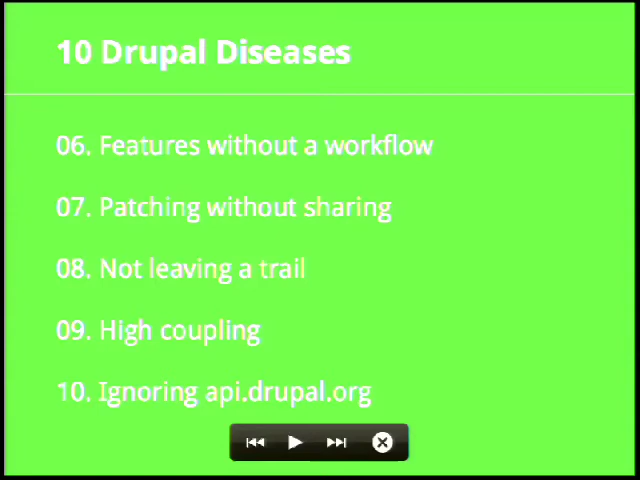 10 Drupal Diseases
06. Features without a workflow
07. Patching without sharing
08. Not leaving a trail
09. High coupling
10. Ignoring api.drupal.org